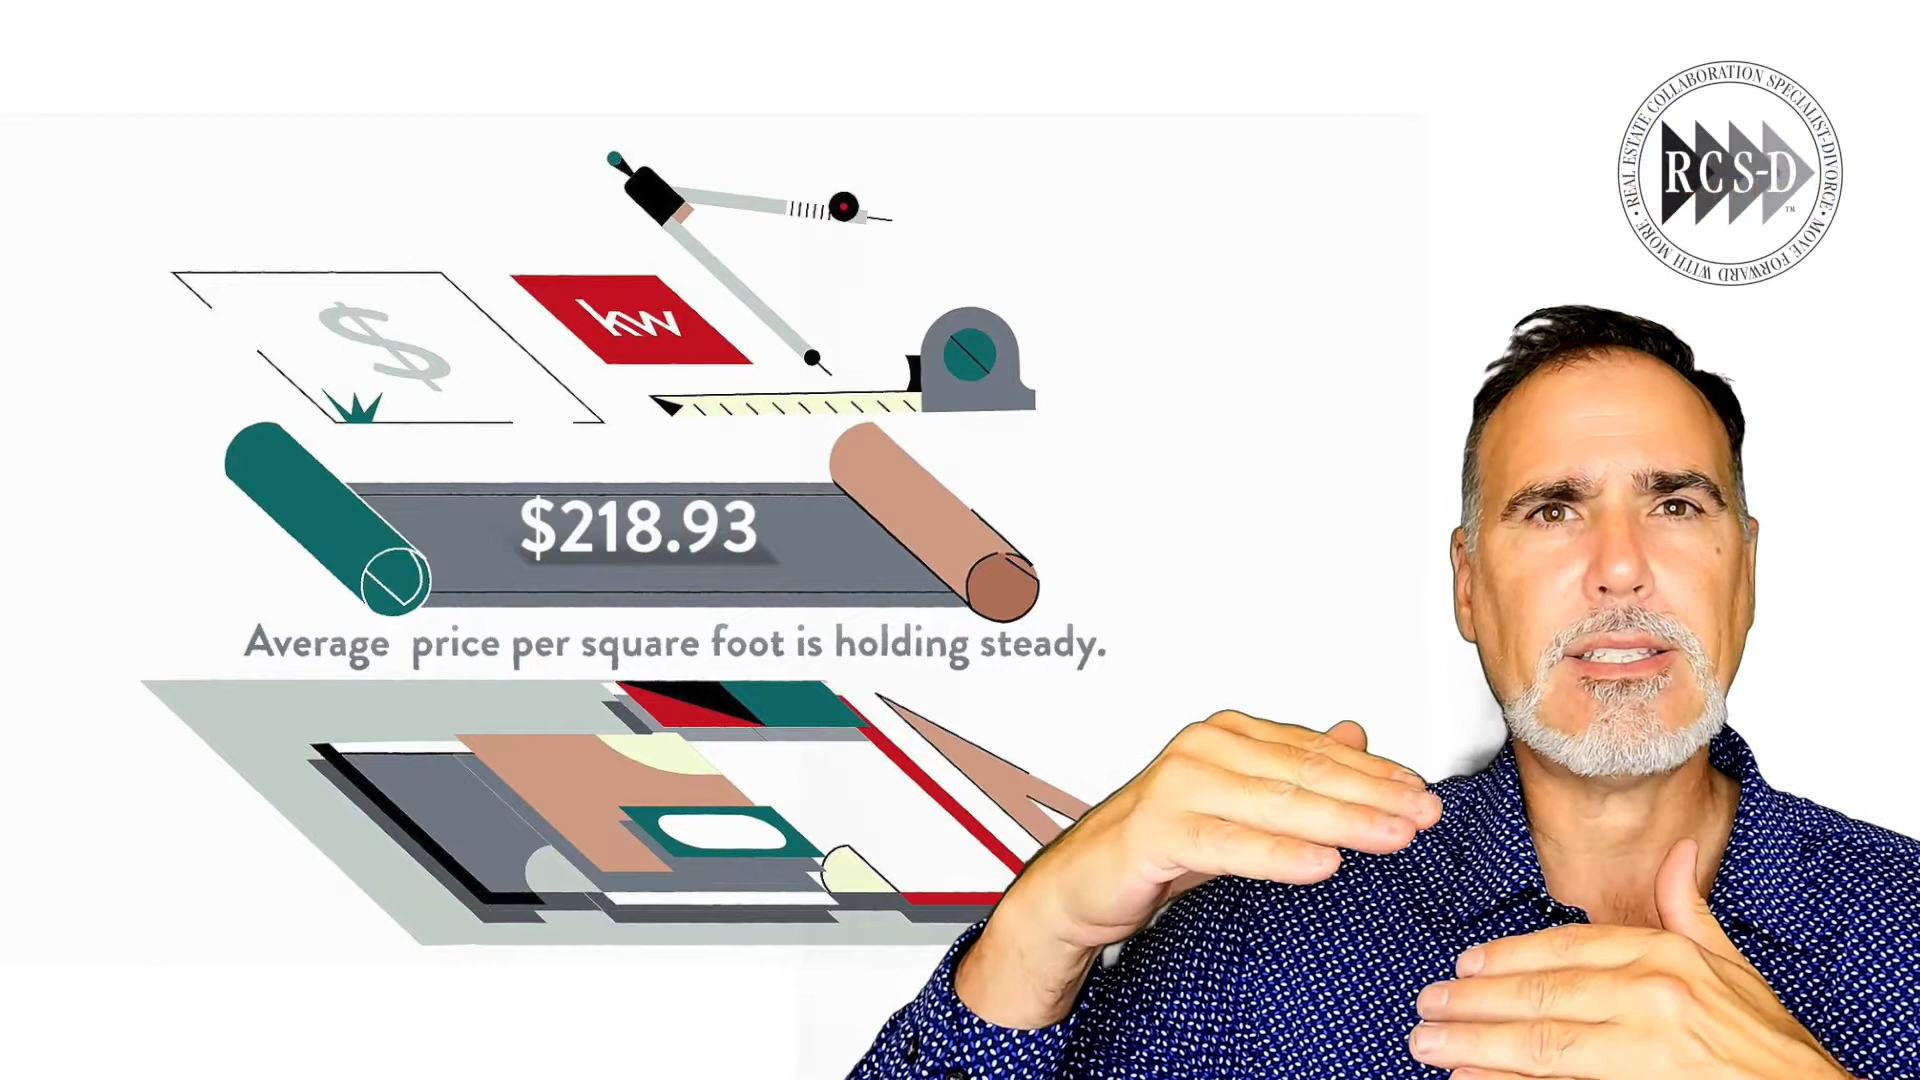 REAL ESTATE COLLABORATION SPECIALIST-DIVORCE • MOVE FORWARD WITH MORE •
RCS-D
™
$
kw
$218.93
Average price per square foot is holding steady.